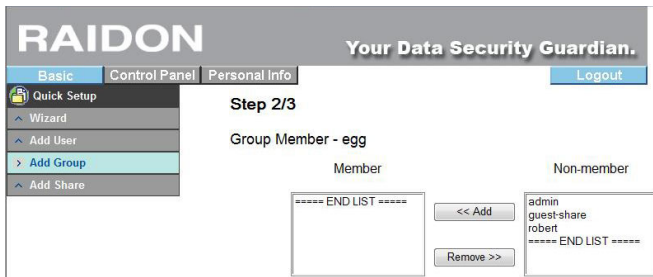 RAIDON
Your Data Security Guardian.
Basic Control Panel Personal Info Logout
Quick Setup
Wizard
Add User
Add Group
Add Share
Step 2/3
Group Member - egg
Member Non-member
===== END LIST =====
<< Add
Remove >>
admin
guest-share
robert
===== END LIST =====